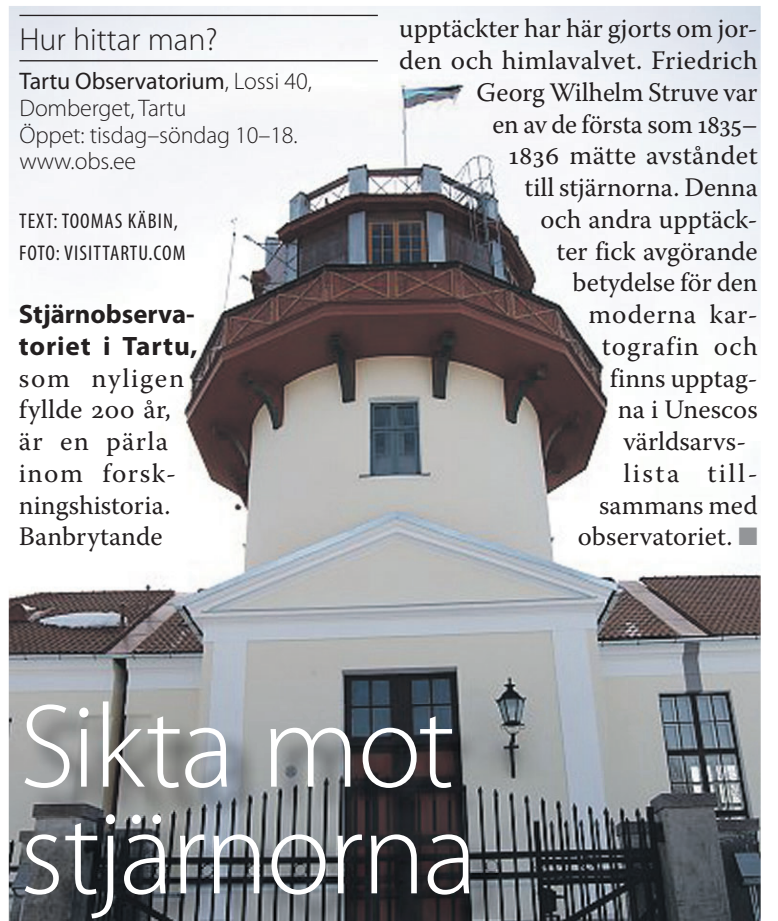 Hur hittar man?
Tartu Observatorium, Lossi 40,
Domberget, Tartu
Öppet: tisdag–söndag 10–18.
www.obs.ee
TEXT: TOOMAS KÄBIN,
FOTO: VISITTARTU.COM
Stjärnobserva-
toriet i Tartu,
som nyligen
fyllde 200 år,
är en pärla
inom forsk-
ningshistoria.
Banbrytande
upptäckter har här gjorts om jor-
den och himlavalvet. Friedrich
Georg Wilhelm Struve var
en av de första som 1835–
1836 mätte avståndet
till stjärnorna. Denna
och andra upptäck-
ter fick avgörande
betydelse för den
moderna kar-
tografin och
finns upptag-
na i Unescos
världsarvs-
lista till-
sammans med
observatoriet. ■
Sikta mot
stjärnorna